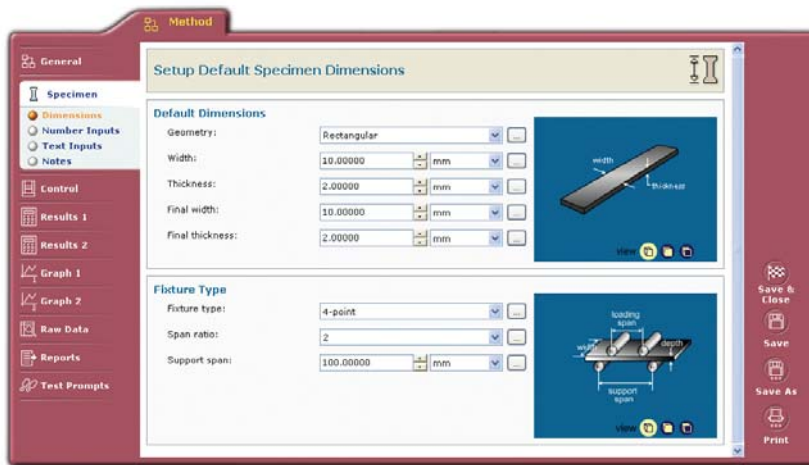 Method
General
Specimen
Dimensions
Number Inputs
Text Inputs
Notes
Control
Results 1
Results 2
Graph 1
Graph 2
Raw Data
Reports
Test Prompts
Setup Default Specimen Dimensions
Default Dimensions
Geometry: Rectangular ...
Width: 10.00000 mm ...
Thickness: 2.00000 mm ...
Final width: 10.00000 mm ...
Final thickness: 2.00000 mm ...
width
thickness
view
Fixture Type
Fixture type: 4-point ...
Span ratio: 2 ...
Support span: 100.00000 mm ...
loading
span
width
depth
support
span
view
Save &
Close
Save
Save As
Print